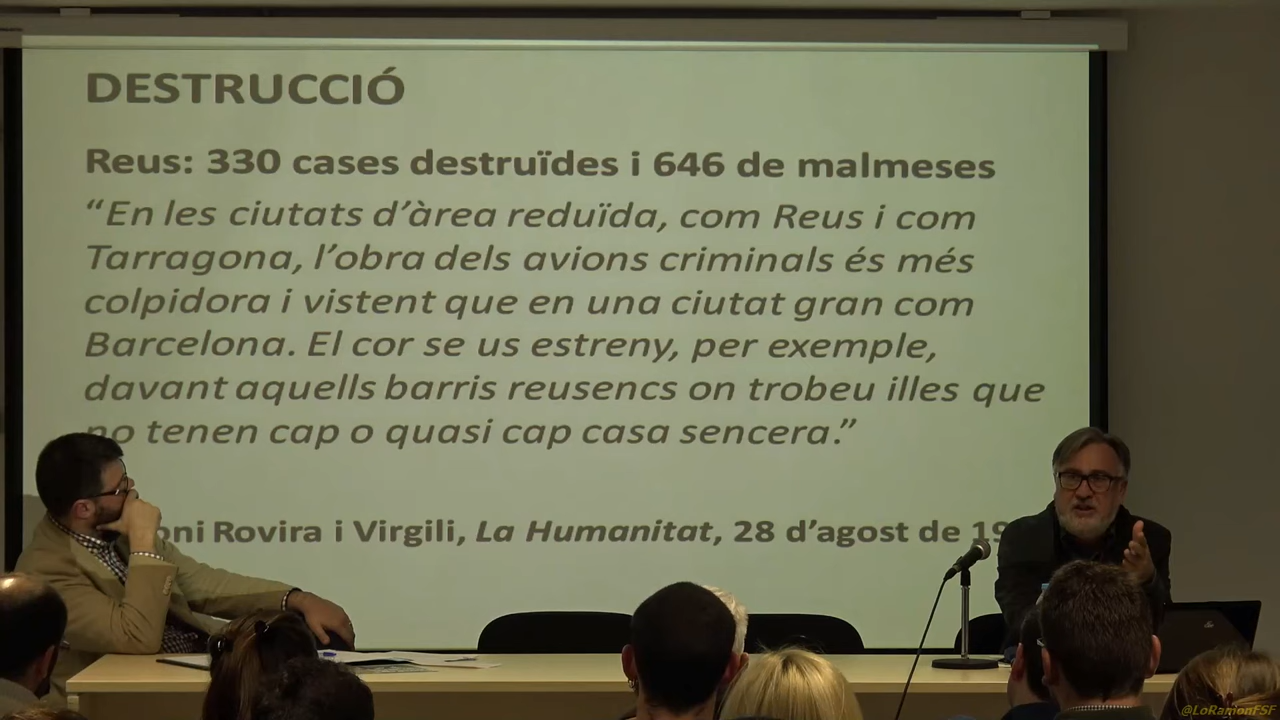 DESTRUCCIÓ
Reus: 330 cases destruïdes i 646 de malmeses
“En les ciutats d’àrea reduïda, com Reus i com
Tarragona, l’obra dels avions criminals és més
colpidora i vistent que en una ciutat gran com
Barcelona. El cor se us estreny, per exemple,
davant aquells barris reusencs on trobeu illes que
no tenen cap o quasi cap casa sencera.”
Rovira i Virgili, La Humanitat, 28 d’agost de
@LoRamonFSF